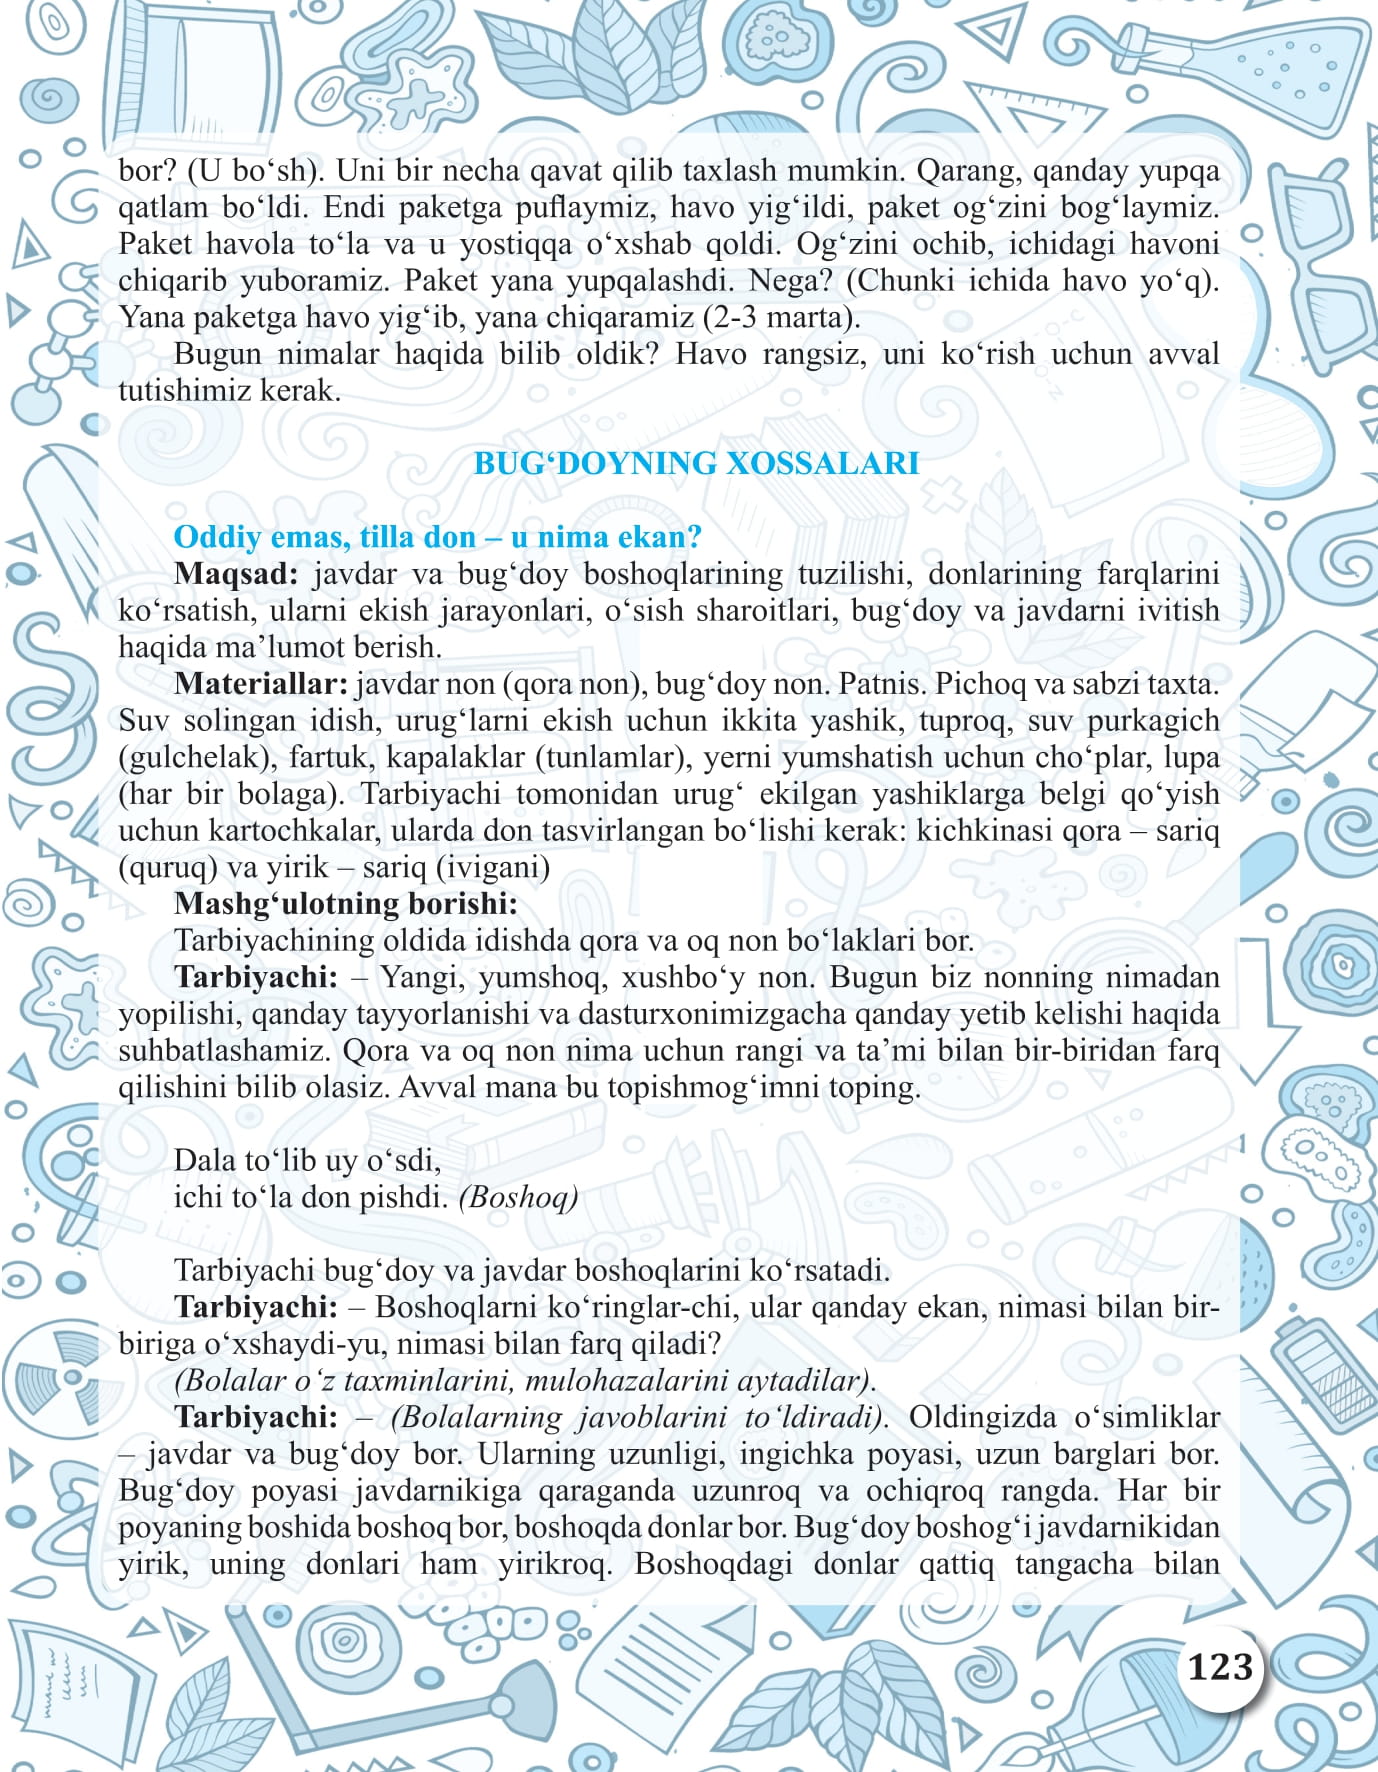 bor? (U bo‘sh). Uni bir necha qavat qilib taxlash mumkin. Qarang, qanday yupqa
qatlam bo‘ldi. Endi paketga puflaymiz, havo yig‘ildi, paket og‘zini bog‘laymiz.
Paket havola to‘la va u yostiqqa o‘xshab qoldi. Og‘zini ochib, ichidagi havoni
chiqarib yuboramiz. Paket yana yupqalashdi. Nega? (Chunki ichida havo yo‘q).
Yana paketga havo yig‘ib, yana chiqaramiz (2-3 marta).
Bugun nimalar haqida bilib oldik? Havo rangsiz, uni ko‘rish uchun avval
tutishimiz kerak.
BUG‘DOYNING XOSSALARI
Oddiy emas, tilla don – u nima ekan?
Maqsad: javdar va bug‘doy boshoqlarining tuzilishi, donlarining farqlarini
ko‘rsatish, ularni ekish jarayonlari, o‘sish sharoitlari, bug‘doy va javdarni ivitish
haqida ma’lumot berish.
Materiallar: javdar non (qora non), bug‘doy non. Patnis. Pichoq va sabzi taxta.
Suv solingan idish, urug‘larni ekish uchun ikkita yashik, tuproq, suv purkagich
(gulchelak), fartuk, kapalaklar (tunlamlar), yerni yumshatish uchun cho‘plar, lupa
(har bir bolaga). Tarbiyachi tomonidan urug‘ ekilgan yashiklarga belgi qo‘yish
uchun kartochkalar, ularda don tasvirlangan bo‘lishi kerak: kichkinasi qora – sariq
(quruq) va yirik – sariq (ivigani)
Mashg‘ulotning borishi:
Tarbiyachining oldida idishda qora va oq non bo‘laklari bor.
Tarbiyachi: – Yangi, yumshoq, xushbo‘y non. Bugun biz nonning nimadan
yopilishi, qanday tayyorlanishi va dasturxonimizgacha qanday yetib kelishi haqida
suhbatlashamiz. Qora va oq non nima uchun rangi va ta’mi bilan bir-biridan farq
qilishini bilib olasiz. Avval mana bu topishmog‘imni toping.
Dala to‘lib uy o‘sdi,
ichi to‘la don pishdi. (Boshoq)
Tarbiyachi bug‘doy va javdar boshoqlarini ko‘rsatadi.
Tarbiyachi: – Boshoqlarni ko‘ringlar-chi, ular qanday ekan, nimasi bilan bir-
biriga o‘xshaydi-yu, nimasi bilan farq qiladi?
(Bolalar o‘z taxminlarini, mulohazalarini aytadilar).
Tarbiyachi: – (Bolalarning javoblarini to‘ldiradi). Oldingizda o‘simliklar
– javdar va bug‘doy bor. Ularning uzunligi, ingichka poyasi, uzun barglari bor.
Bug‘doy poyasi javdarnikiga qaraganda uzunroq va ochiqroq rangda. Har bir
poyaning boshida boshoq bor, boshoqda donlar bor. Bug‘doy boshog‘i javdarnikidan
yirik, uning donlari ham yirikroq. Boshoqdagi donlar qattiq tangacha bilan
123